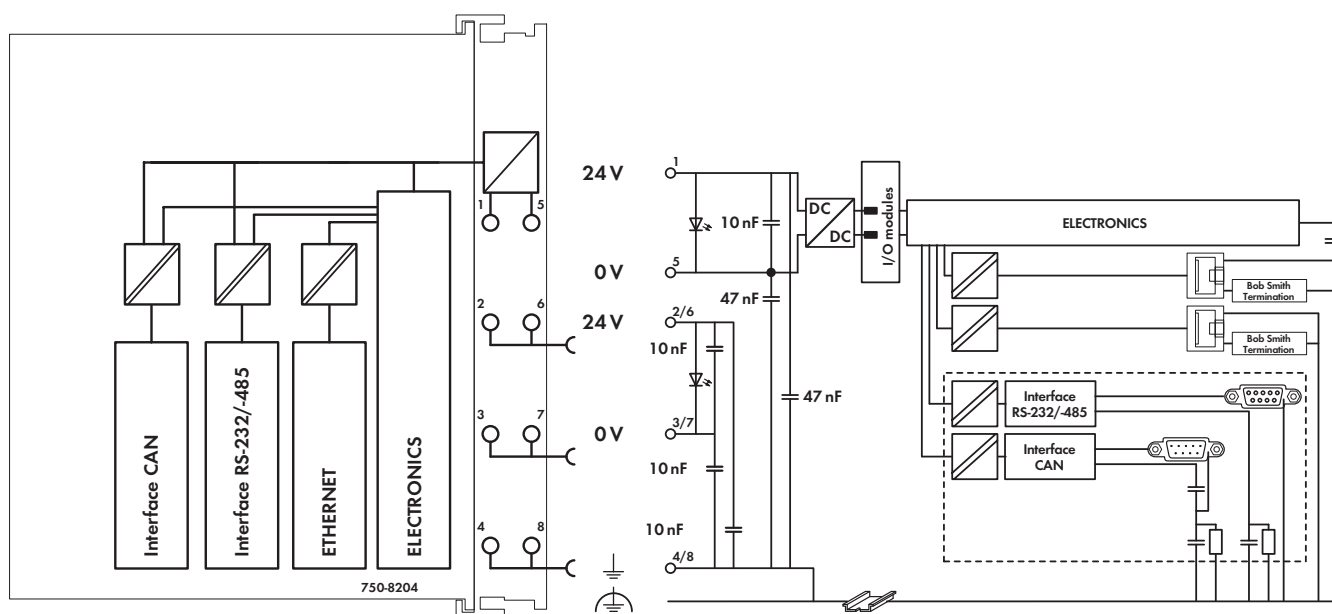 1
5
2
6
3
7
4
8
Interface CAN
Interface RS-232/-485
ETHERNET
ELECTRONICS
750-8204
24 V
0 V
24 V
0 V
1
5
2/6
3/7
4/8
10 nF
47 nF
10 nF
47 nF
10 nF
10 nF
DC
DC
I/O modules
ELECTRONICS
Bob Smith
Termination
Bob Smith
Termination
Interface
RS-232/-485
Interface
CAN